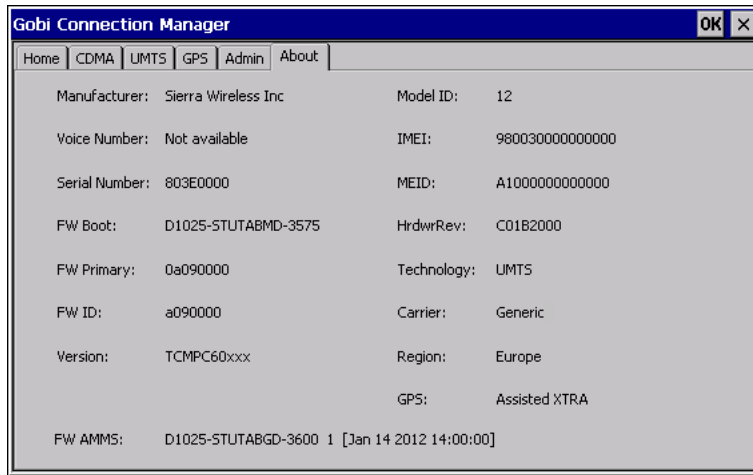 Gobi Connection Manager OK ×
Home CDMA UMTS GPS Admin About
Manufacturer: Sierra Wireless Inc Model ID: 12
Voice Number: Not available IMEI: 980030000000000
Serial Number: 803E0000 MEID: A1000000000000
FW Boot: D1025-STUTABMD-3575 HrdwrRev: C01B2000
FW Primary: 0a090000 Technology: UMTS
FW ID: a090000 Carrier: Generic
Version: TCMPC60xxx Region: Europe
GPS: Assisted XTRA
FW AMMS: D1025-STUTABGD-3600 1 [Jan 14 2012 14:00:00]